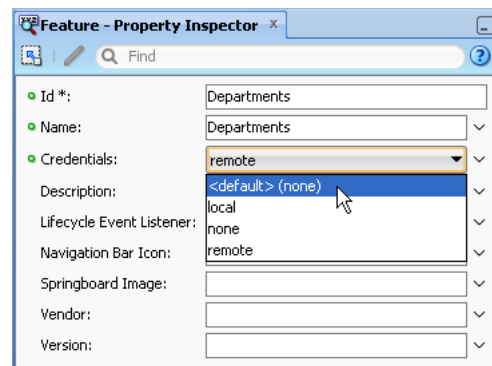 Feature - Property Inspector
Find
Id *: Departments
Name: Departments
Credentials: remote
<default> (none)
Description:
local
Lifecycle Event Listener:
none
Navigation Bar Icon:
remote
Springboard Image:
Vendor:
Version: